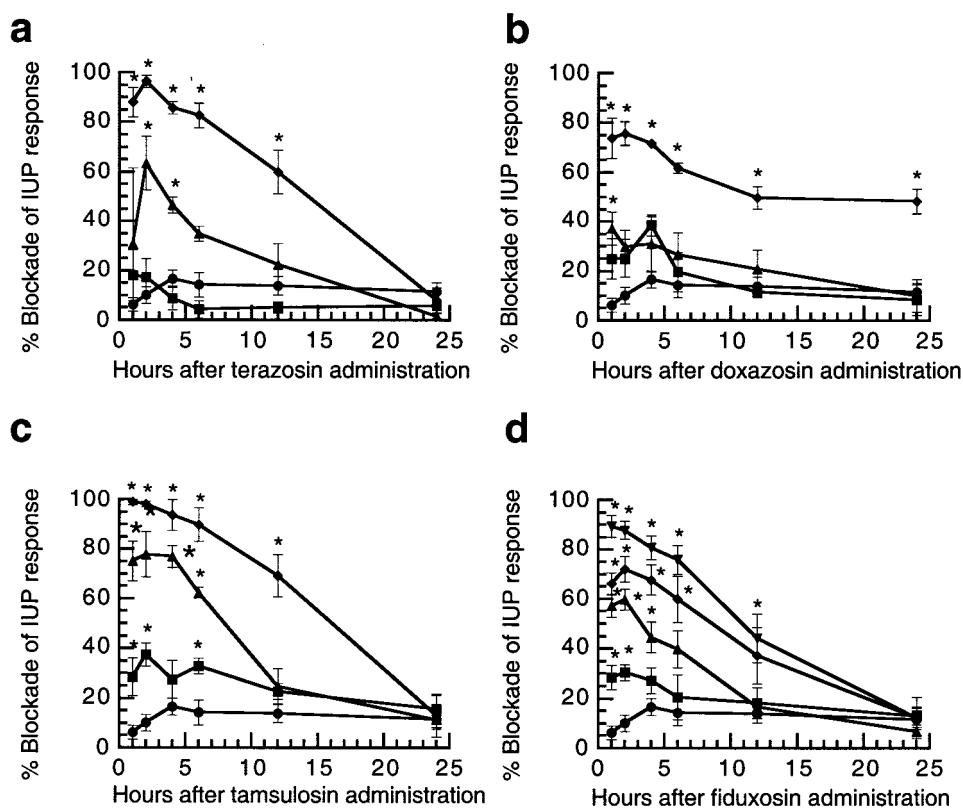 a
% Blockade of IUP response
100
80
60
40
20
0
0 5 10 15 20 25
Hours after terazosin administration
* * * * * * *
b
% Blockade of IUP response
100
80
60
40
20
0
0 5 10 15 20 25
Hours after doxazosin administration
* * * * * * *
c
% Blockade of IUP response
100
80
60
40
20
0
0 5 10 15 20 25
Hours after tamsulosin administration
* * * * * * * * * * * *
d
% Blockade of IUP response
100
80
60
40
20
0
0 5 10 15 20 25
Hours after fiduxosin administration
* * * * * * * * * * * * * *